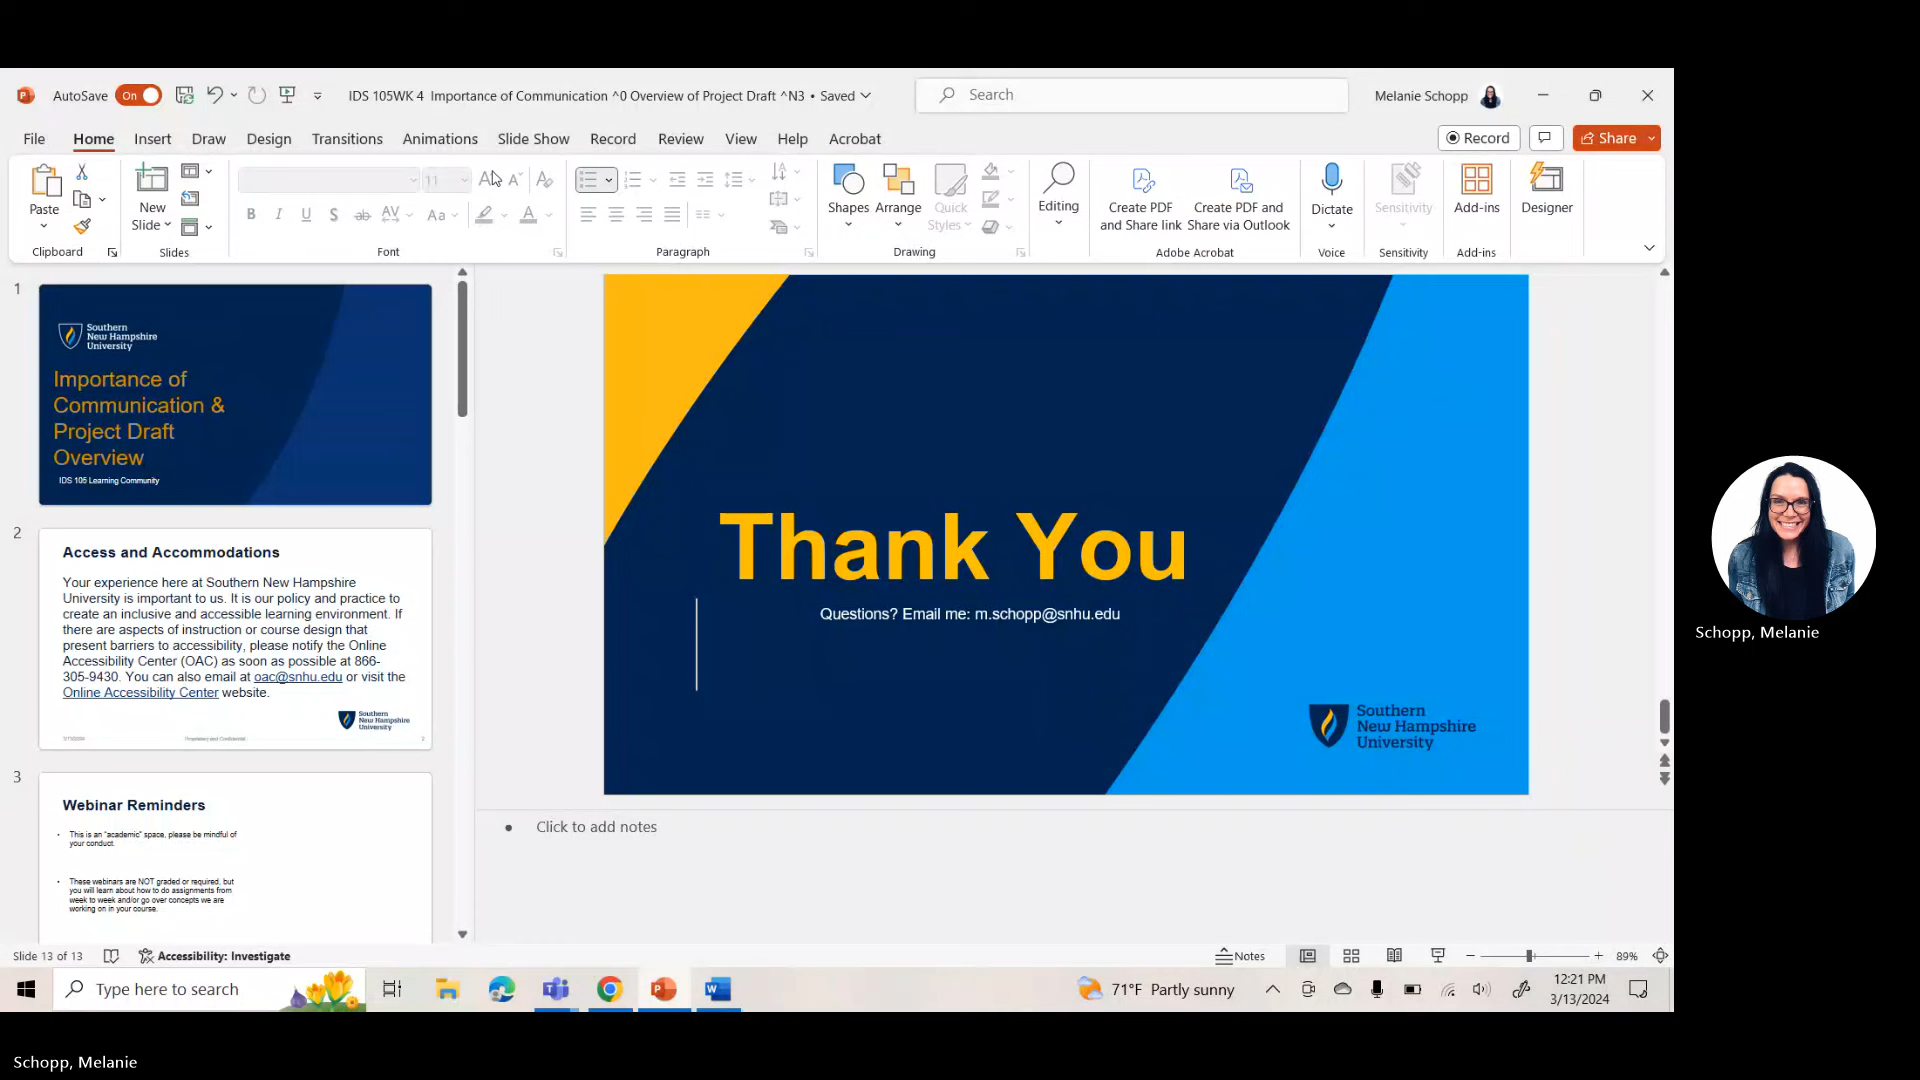 AutoSave On IDS 105WK 4 Importance of Communication ^0 Overview of Project Draft ^N3 • Saved Search Melanie Schopp
File Home Insert Draw Design Transitions Animations Slide Show Record Review View Help Acrobat Record Share
Paste
New
Slide
11
Shapes Arrange Quick
Styles
Editing
Create PDF
and Share link
Create PDF and
Share via Outlook
Dictate
Sensitivity
Add-ins
Designer
Clipboard Slides Font Paragraph Drawing Adobe Acrobat Voice Sensitivity Add-ins
1
Southern
New Hampshire
University
Importance of
Communication &
Project Draft
Overview
IDS 105 Learning Community
2
Access and Accommodations
Your experience here at Southern New Hampshire
University is important to us. It is our policy and practice to
create an inclusive and accessible learning environment. If
there are aspects of instruction or course design that
present barriers to accessibility, please notify the Online
Accessibility Center (OAC) as soon as possible at 866-
305-9430. You can also email at oac@snhu.edu or visit the
Online Accessibility Center website.
Southern
New Hampshire
University
Proprietary and Confidential
2
3
Webinar Reminders
• This is an "academic" space, please be mindful of
your conduct.
• These webinars are NOT graded or required, but
you will learn about how to do assignments from
week to week and/or go over concepts we are
working on in your course.
Thank You
Questions? Email me: m.schopp@snhu.edu
Southern
New Hampshire
University
• Click to add notes
Schopp, Melanie
Slide 13 of 13 Accessibility: Investigate Notes 89%
Type here to search 71°F Partly sunny 12:21 PM
3/13/2024
Schopp, Melanie